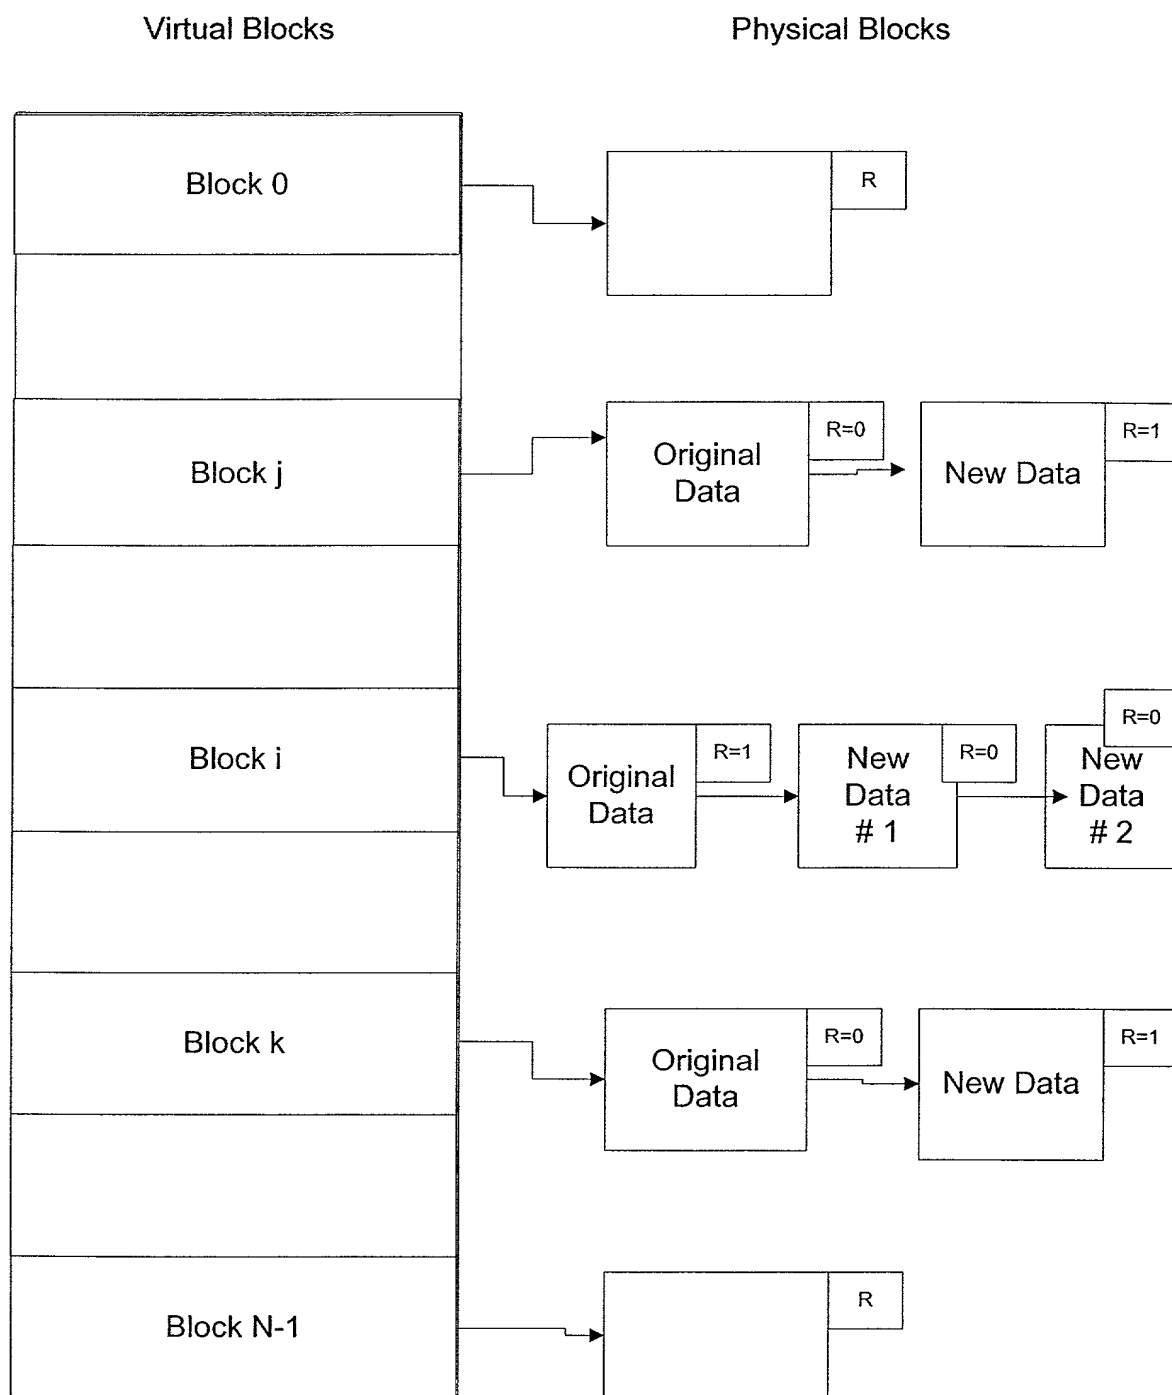 Virtual Blocks
Physical Blocks
Block 0
R
Block j
Original
Data
R=0
New Data
R=1
Block i
Original
Data
R=1
New
Data
# 1
R=0
New
Data
# 2
R=0
Block k
Original
Data
R=0
New Data
R=1
Block N-1
R